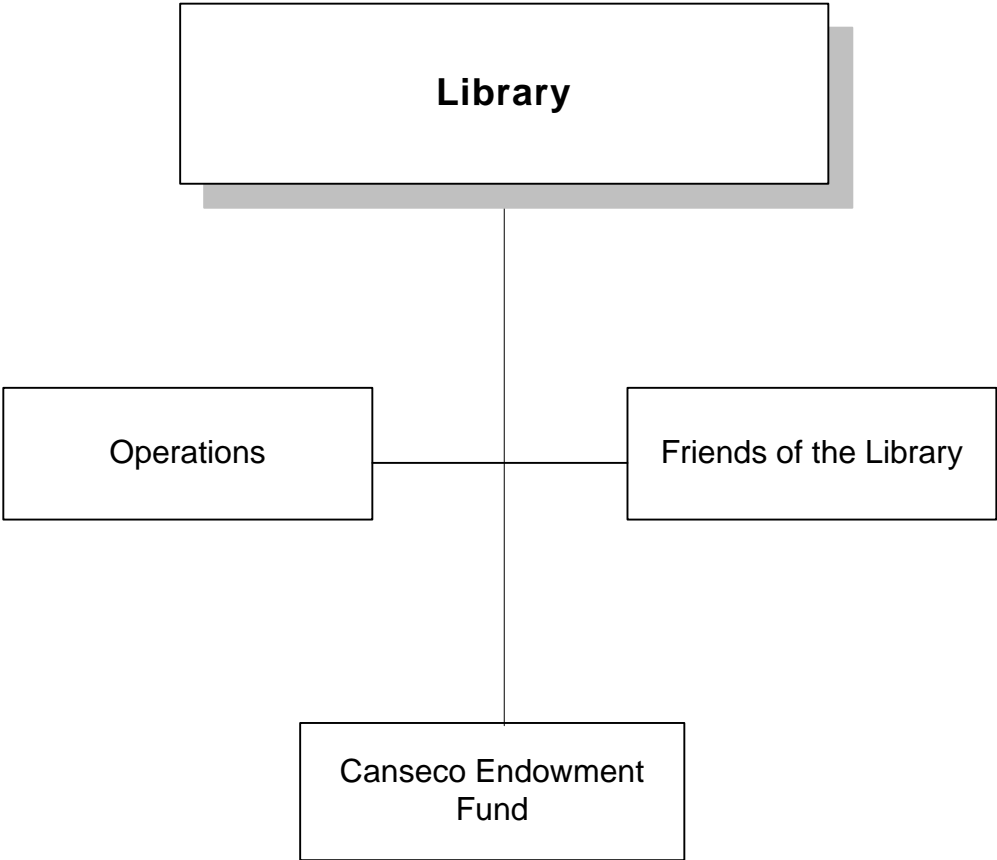 Library
Operations
Friends of the Library
Canseco Endowment
Fund